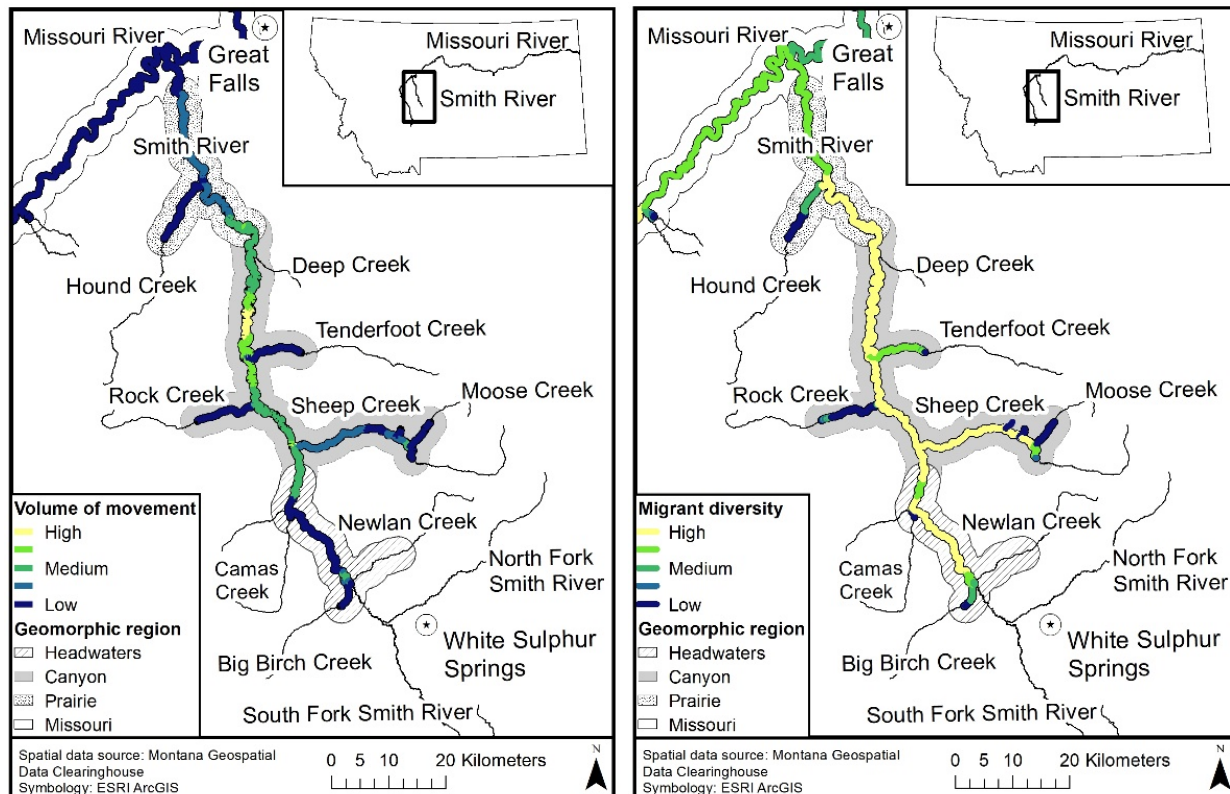 Missouri River
Great
Falls
Missouri River
Smith River
Smith River
Hound Creek
Deep Creek
Tenderfoot Creek
Rock Creek
Sheep Creek
Moose Creek
Newlan Creek
Camas
Creek
North Fork
Smith River
Big Birch Creek
White Sulphur
Springs
South Fork Smith River
Volume of movement
High
Medium
Low
Geomorphic region
Headwaters
Canyon
Prairie
Missouri
Spatial data source: Montana Geospatial
Data Clearinghouse
Symbology: ESRI ArcGIS
0 5 10 20 Kilometers
N
Missouri River
Great
Falls
Missouri River
Smith River
Smith River
Hound Creek
Deep Creek
Tenderfoot Creek
Rock Creek
Sheep Creek
Moose Creek
Newlan Creek
Camas
Creek
North Fork
Smith River
Big Birch Creek
White Sulphur
Springs
South Fork Smith River
Migrant diversity
High
Medium
Low
Geomorphic region
Headwaters
Canyon
Prairie
Missouri
Spatial data source: Montana Geospatial
Data Clearinghouse
Symbology: ESRI ArcGIS
0 5 10 20 Kilometers
N